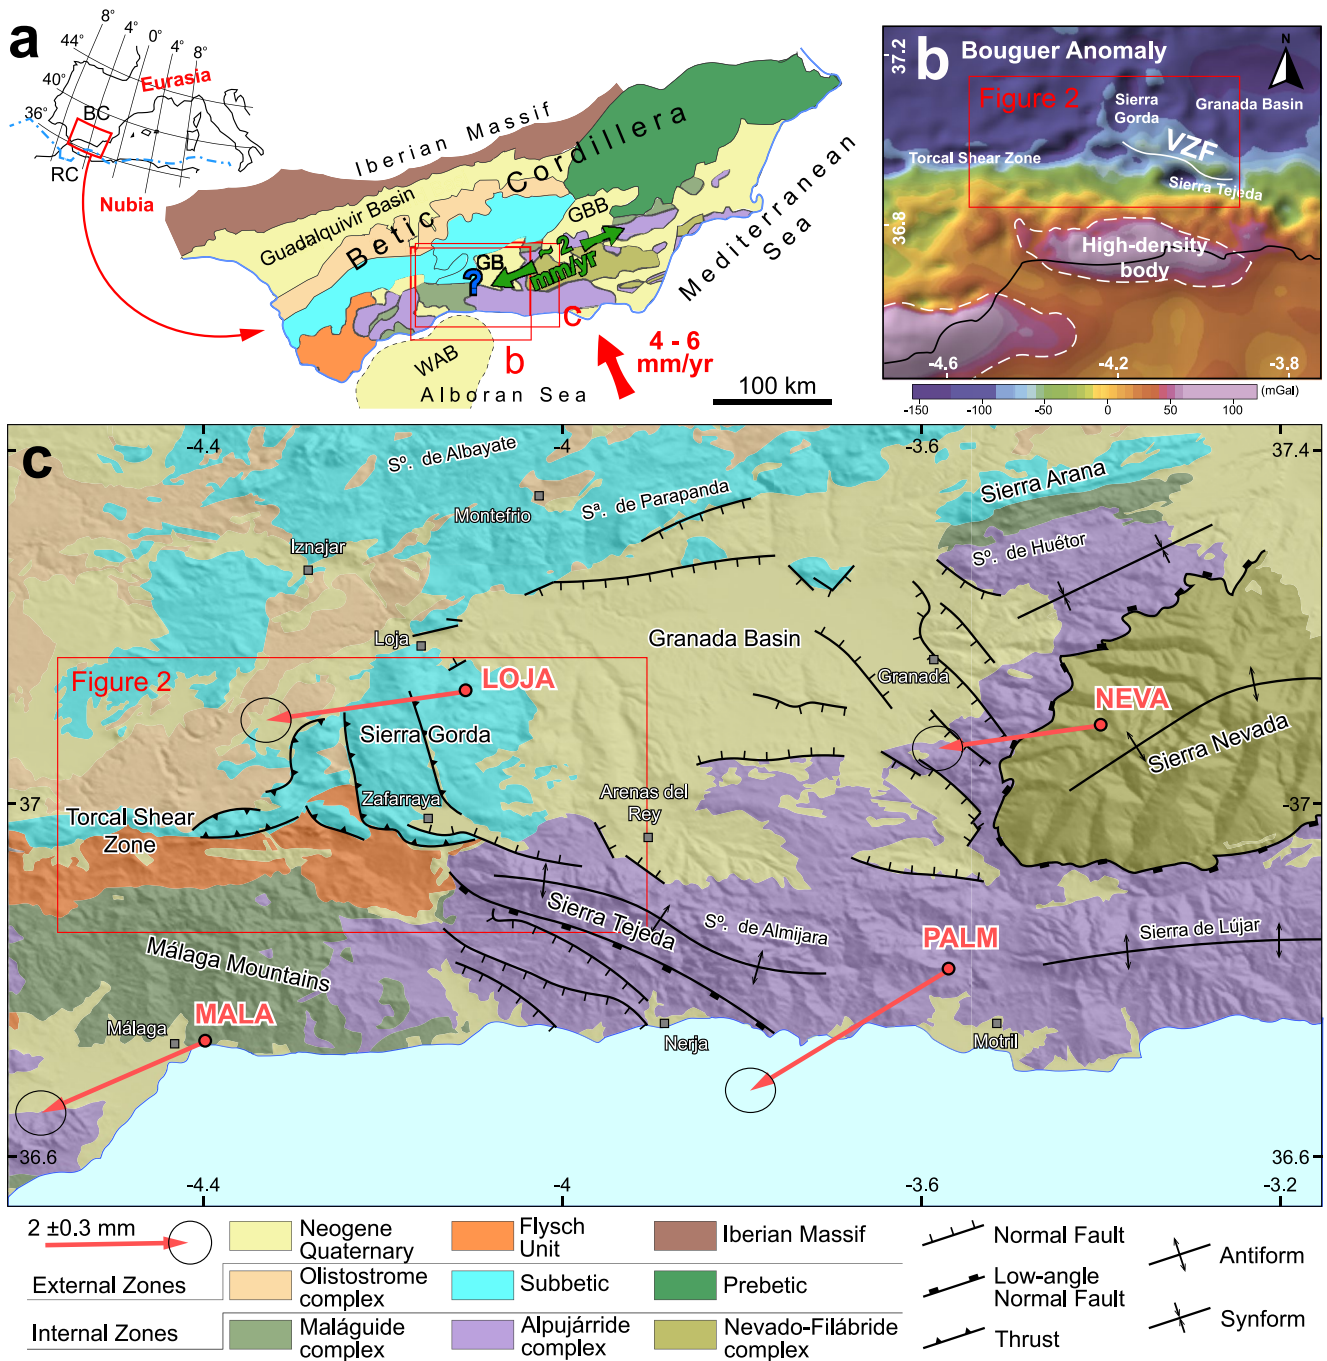 a
8° 4° 0° 4° 8°
44°
40°
36°
Eurasia
BC
RC
Nubia
Iberian Massif
Betic Cordillera
Guadalquivir Basin
GBB
GB
?
~ 2
mm/yr
Mediterranean
Sea
c
b
WAB
Alboran Sea
4 - 6
mm/yr
100 km
b
Bouguer Anomaly
N
37.2
36.8
Figure 2
Sierra
Gorda
Granada Basin
VZF
Torcal Shear Zone
Sierra Tejeda
High-density
body
-4.6 -4.2 -3.8
-150 -100 -50 0 50 100 (mGal)
c
-4.4 -4 -3.6 37.4
Sº. de Albayate
Montefrio
Sª. de Parapanda
Sierra Arana
Sº. de Huétor
Iznajar
Loja
Granada Basin
Granada
Figure 2
LOJA
NEVA
Sierra Gorda
Sierra Nevada
37
-37
Zafarraya
Arenas del
Rey
Torcal Shear
Zone
Sierra Tejeda
Sº. de Almijara
PALM
Sierra de Lújar
Málaga Mountains
MALA
Málaga
Nerja
Motril
36.6
36.6
-4.4 -4 -3.6 -3.2
2 ±0.3 mm
Neogene
Quaternary
Flysch
Unit
Iberian Massif
External Zones
Olistostrome
complex
Subbetic
Prebetic
Internal Zones
Maláguide
complex
Alpujárride
complex
Nevado-Filábride
complex
Normal Fault
Low-angle
Normal Fault
Thrust
Antiform
Synform